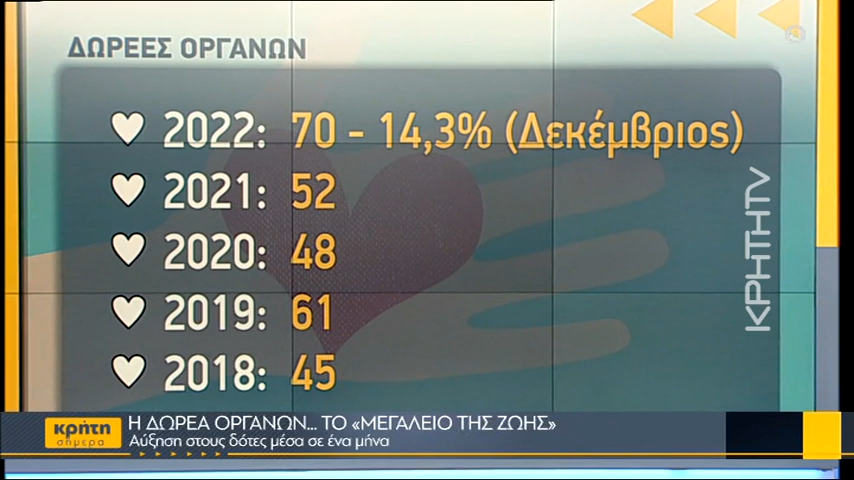 ΔΩΡΕΕΣ ΟΡΓΑΝΩΝ
2022: 70 - 14,3% (Δεκέμβριος)
2021: 52
2020: 48
2019: 61
2018: 45
ΚΡΗΤΗTV
κρήτη
σήμερα
Η ΔΩΡΕΑ ΟΡΓΑΝΩΝ... ΤΟ «ΜΕΓΑΛΕΙΟ ΤΗΣ ΖΩΗΣ»
Αύξηση στους δότες μέσα σε ένα μήνα